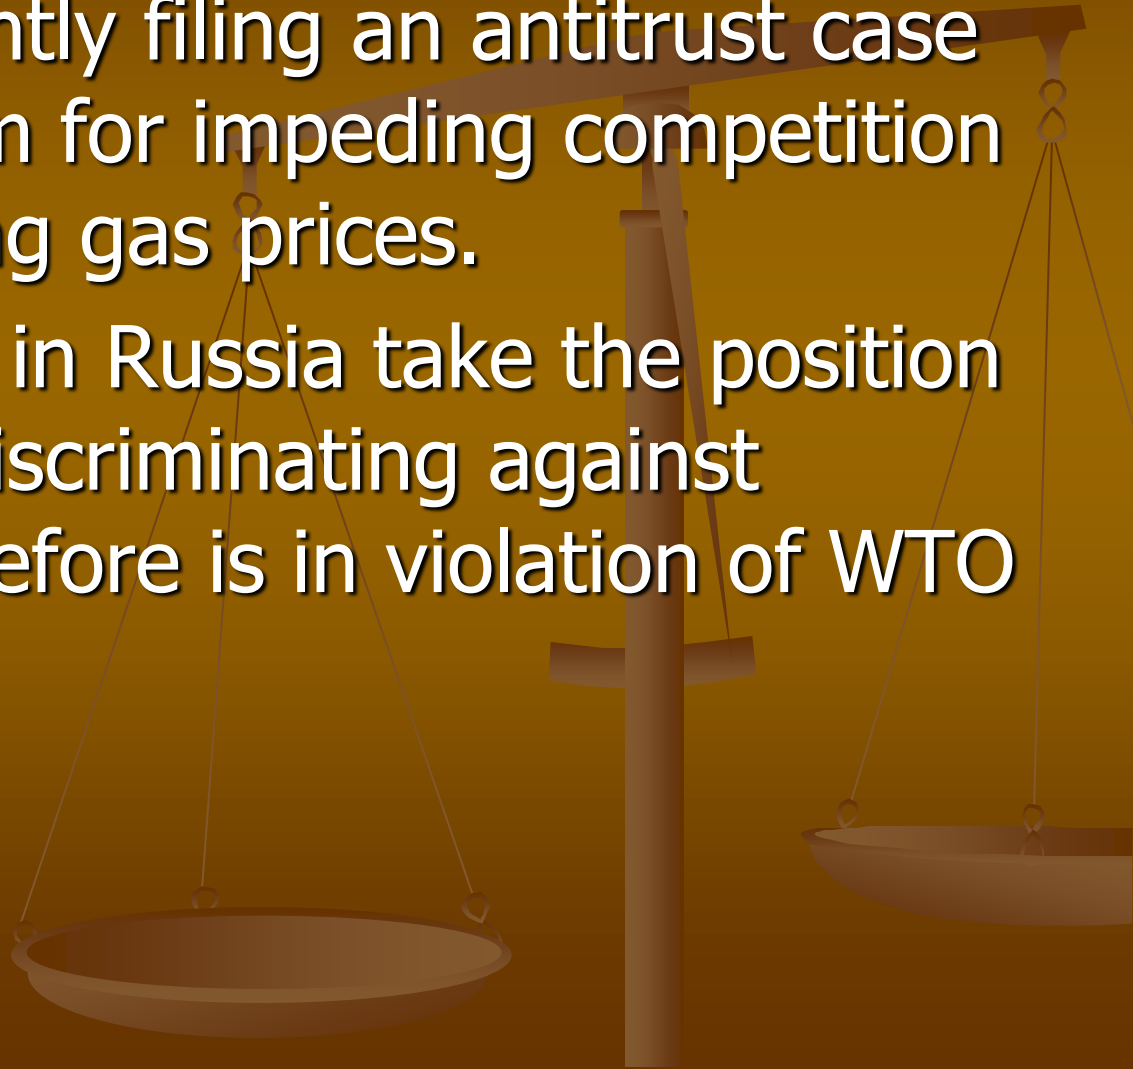 ntly filing an antitrust case
for impeding competition
ng gas prices.
in Russia take the position
iscriminating against
efore is in violation of WTO